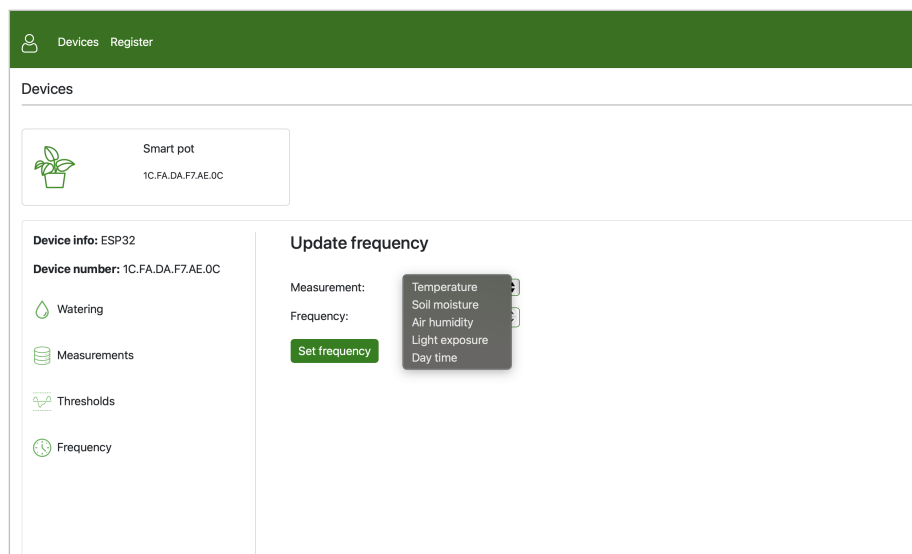 Devices Register
Devices
Smart pot
1C.FA.DA.F7.AE.0C
Device info: ESP32
Device number: 1C.FA.DA.F7.AE.0C
Watering
Measurements
Thresholds
Frequency
Update frequency
Measurement:
Temperature
Soil moisture
Air humidity
Light exposure
Day time
Frequency:
Set frequency